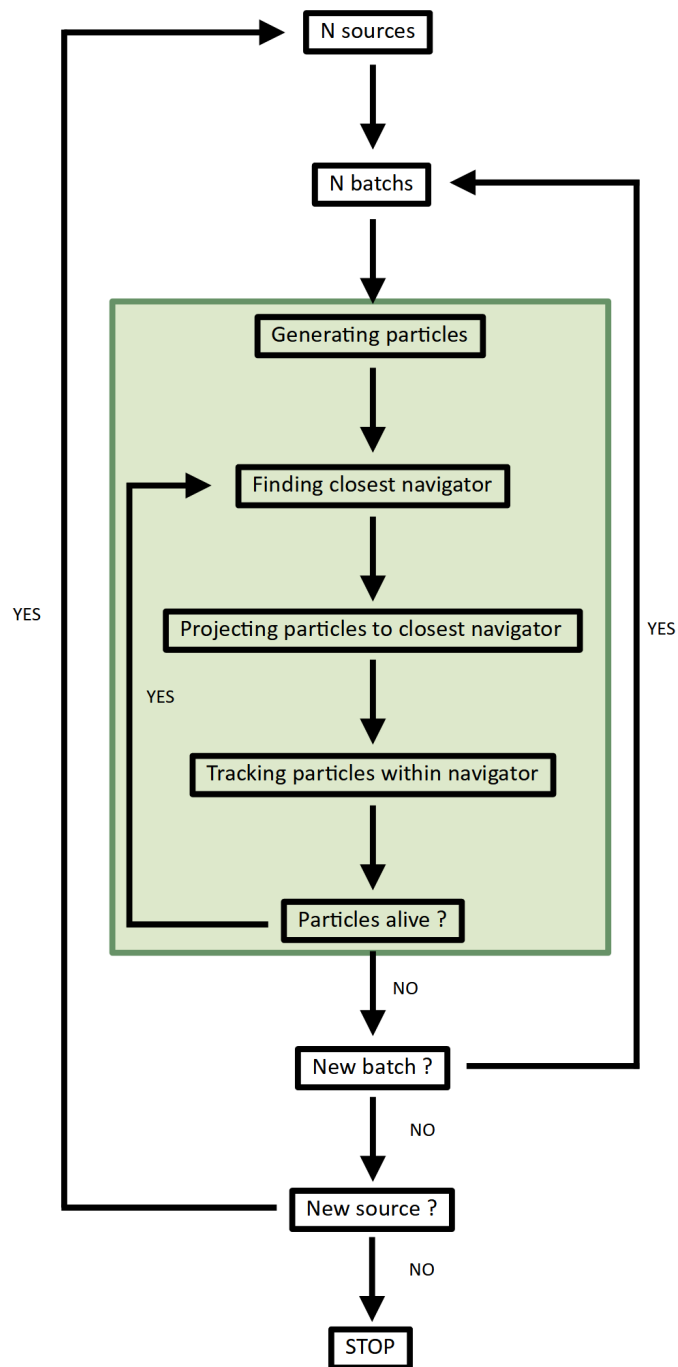 N sources
N batchs
Generating particles
Finding closest navigator
YES
Projecting particles to closest navigator
YES
YES
Tracking particles within navigator
Particles alive ?
NO
New batch ?
NO
New source ?
NO
STOP